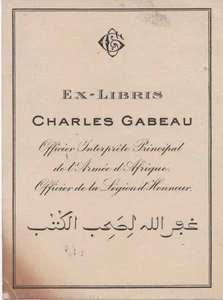 EX-LIBRIS
CHARLES GABEAU
Officier Interprète Principal
de l'Armée d'Afrique.
Officier de la Légion d'Honneur.
غفر الله لصاحب الكتب